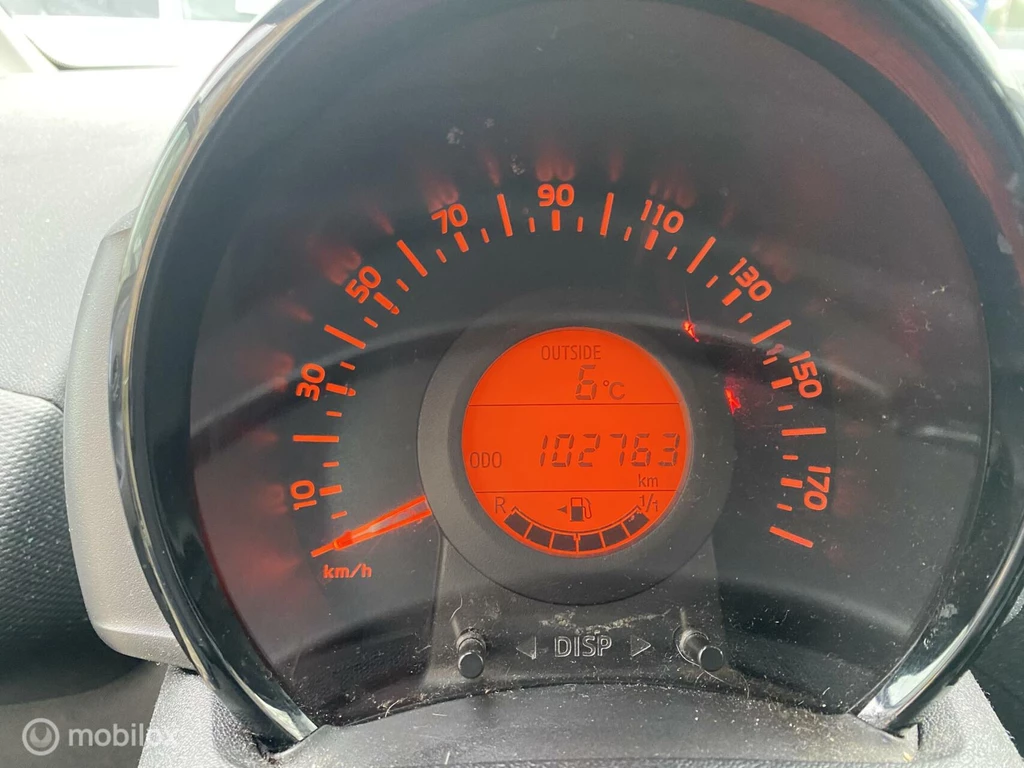 10
30
50
70
90
110
130
150
170
km/h
OUTSIDE
6°C
ODO 102763
km
R 1/1
DISP
mobilox